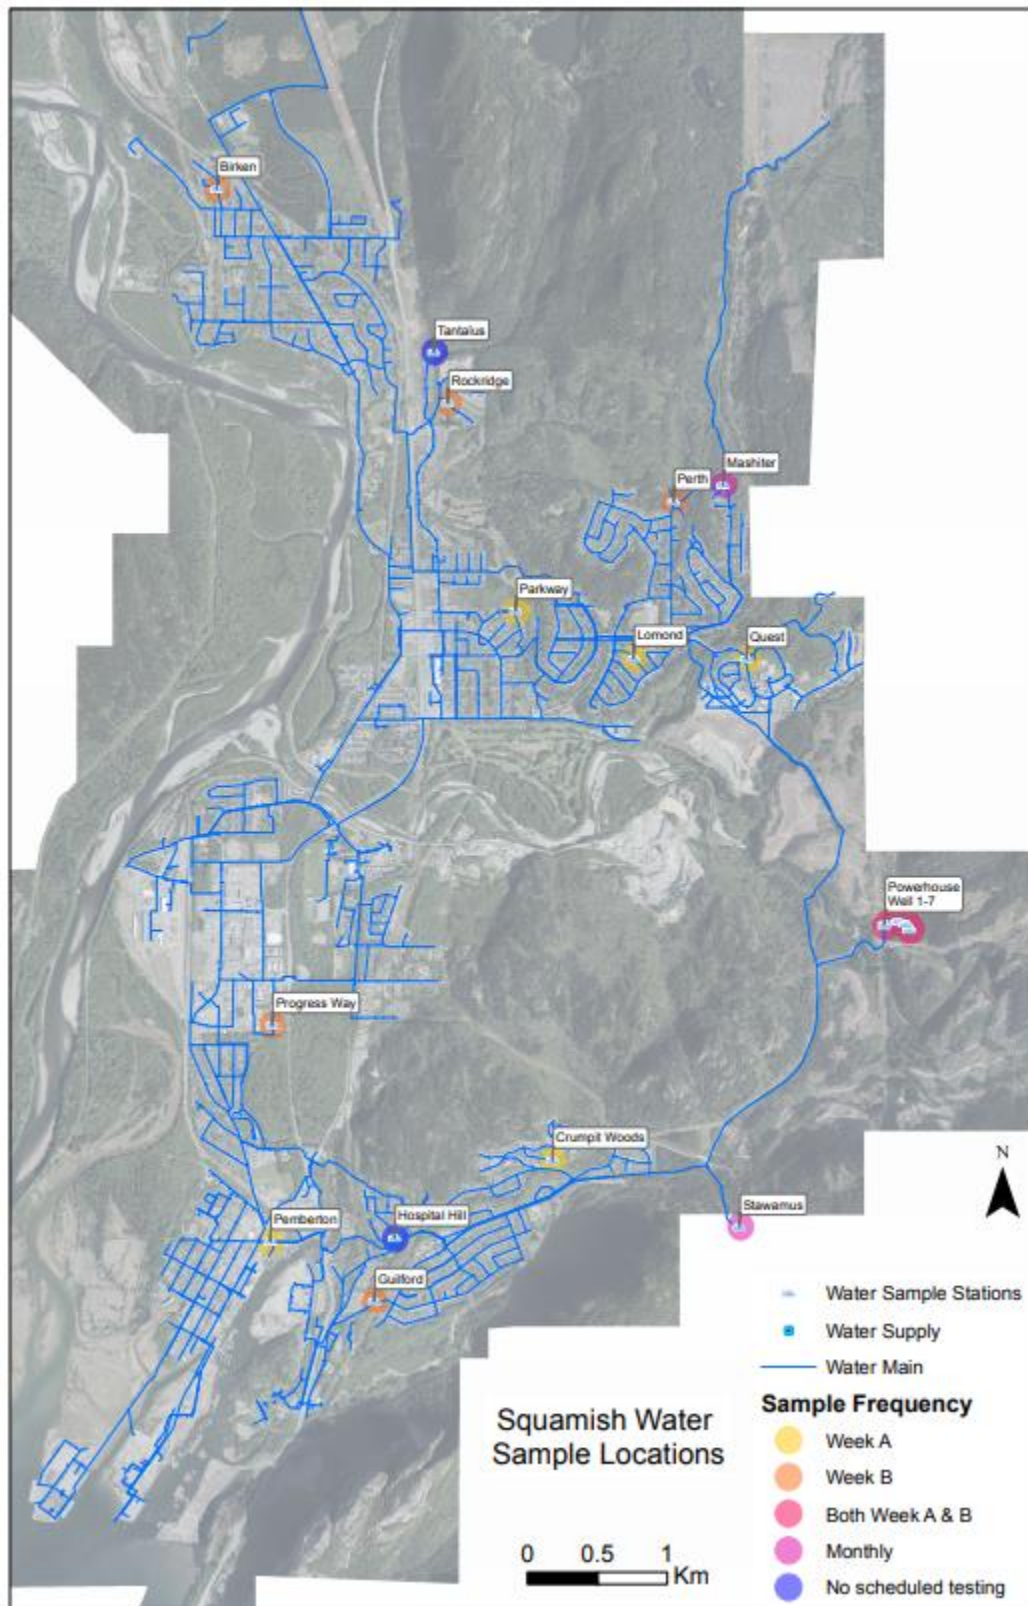 Birken
Tantalus
Rockridge
Mashiter
Perth
Parkway
Lomond
Quest
Powerhouse
Well 1-7
Progress Way
Crumpit Woods
Stawamus
Pemberton
Hospital Hill
Guilford
N
Water Sample Stations
Water Supply
Water Main
Sample Frequency
Week A
Week B
Both Week A & B
Monthly
No scheduled testing
Squamish Water
Sample Locations
0 0.5 1
Km